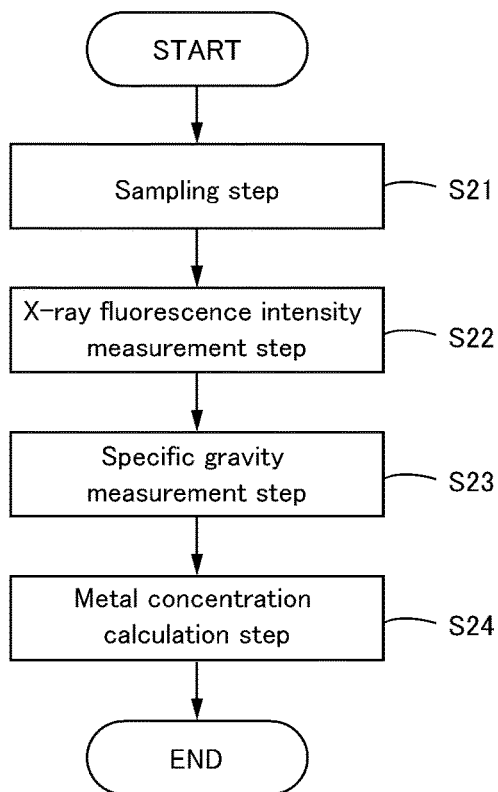 START
Sampling step
S21
X-ray fluorescence intensity
measurement step
S22
Specific gravity
measurement step
S23
Metal concentration
calculation step
S24
END